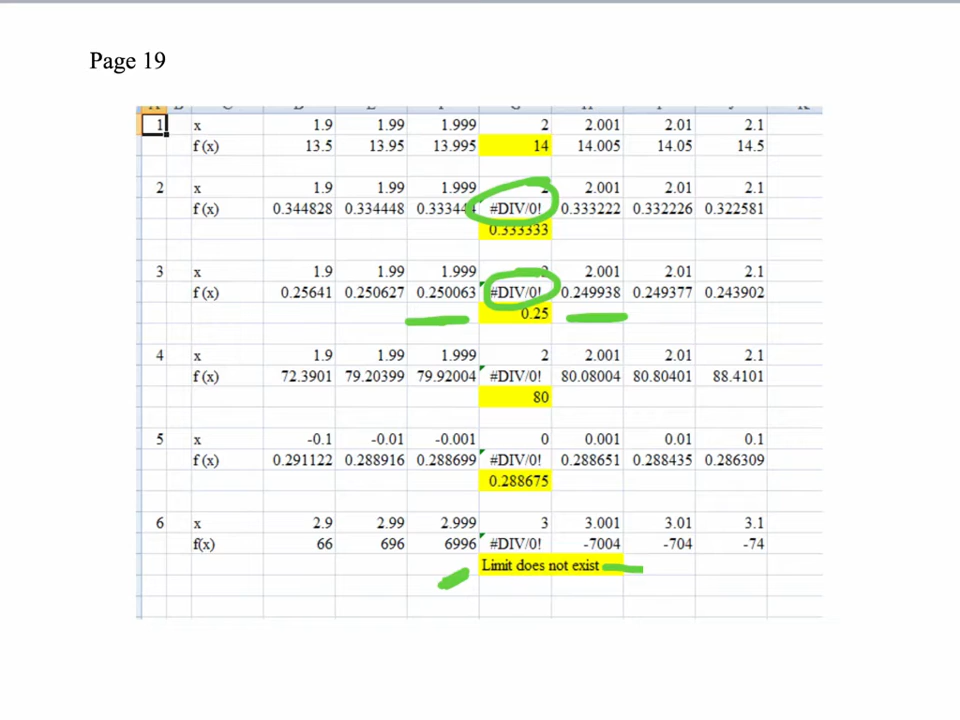 Page 19
1 x 1.9 1.99 1.999 2 2.001 2.01 2.1
f (x) 13.5 13.95 13.995 14 14.005 14.05 14.5
2 x 1.9 1.99 1.999 2.001 2.01 2.1
f (x) 0.344828 0.334448 0.333444 #DIV/0! 0.333222 0.332226 0.322581
0.333333
3 x 1.9 1.99 1.999 2.001 2.01 2.1
f (x) 0.25641 0.250627 0.250063 #DIV/0! 0.249938 0.249377 0.243902
0.25
4 x 1.9 1.99 1.999 2 2.001 2.01 2.1
f (x) 72.3901 79.20399 79.92004 #DIV/0! 80.08004 80.80401 88.4101
80
5 x -0.1 -0.01 -0.001 0 0.001 0.01 0.1
f (x) 0.291122 0.288916 0.288699 #DIV/0! 0.288651 0.288435 0.286309
0.288675
6 x 2.9 2.99 2.999 3 3.001 3.01 3.1
f(x) 66 696 6996 #DIV/0! -7004 -704 -74
Limit does not exist